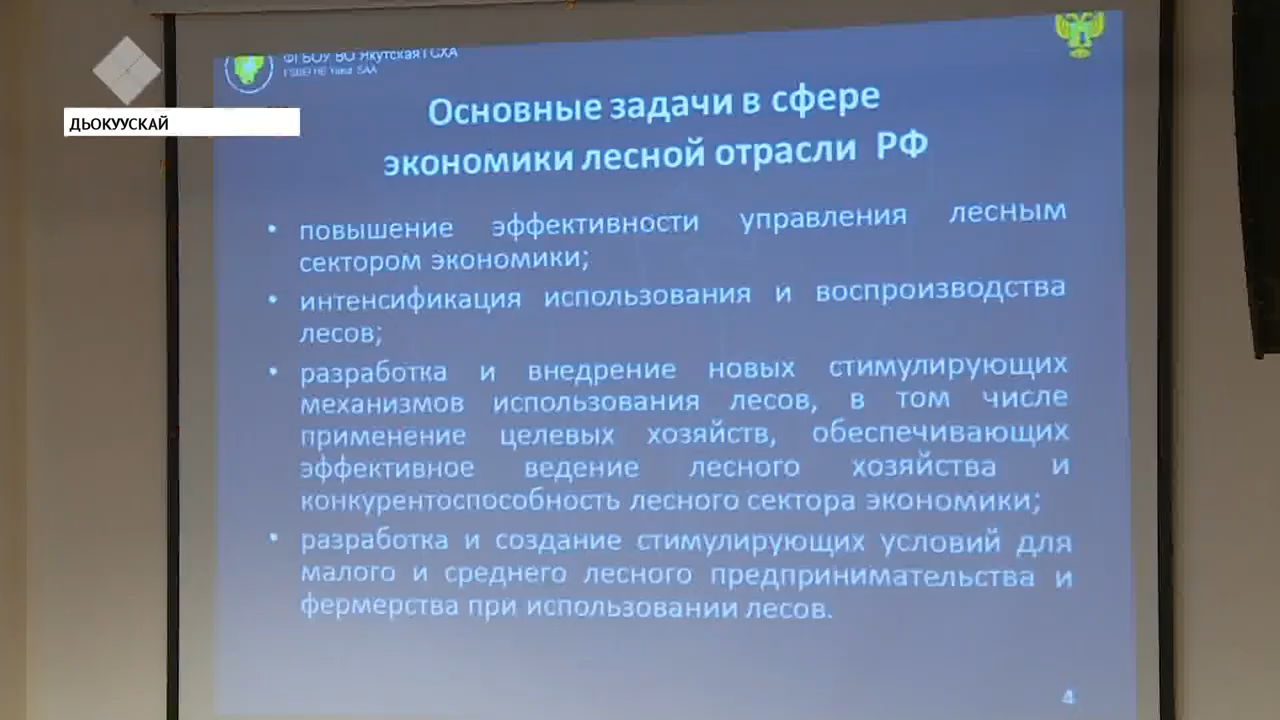 ФГБОУ ВО Якутская ГСХА
ДЬОКУУСКАЙ
Основные задачи в сфере
экономики лесной отрасли РФ
• повышение эффективности управления лесным
сектором экономики;
• интенсификация использования и воспроизводства
лесов;
• разработка и внедрение новых стимулирующих
механизмов использования лесов, в том числе
применение целевых хозяйств, обеспечивающих
эффективное ведение лесного хозяйства и
конкурентоспособность лесного сектора экономики;
• разработка и создание стимулирующих условий для
малого и среднего лесного предпринимательства и
фермерства при использовании лесов.
4